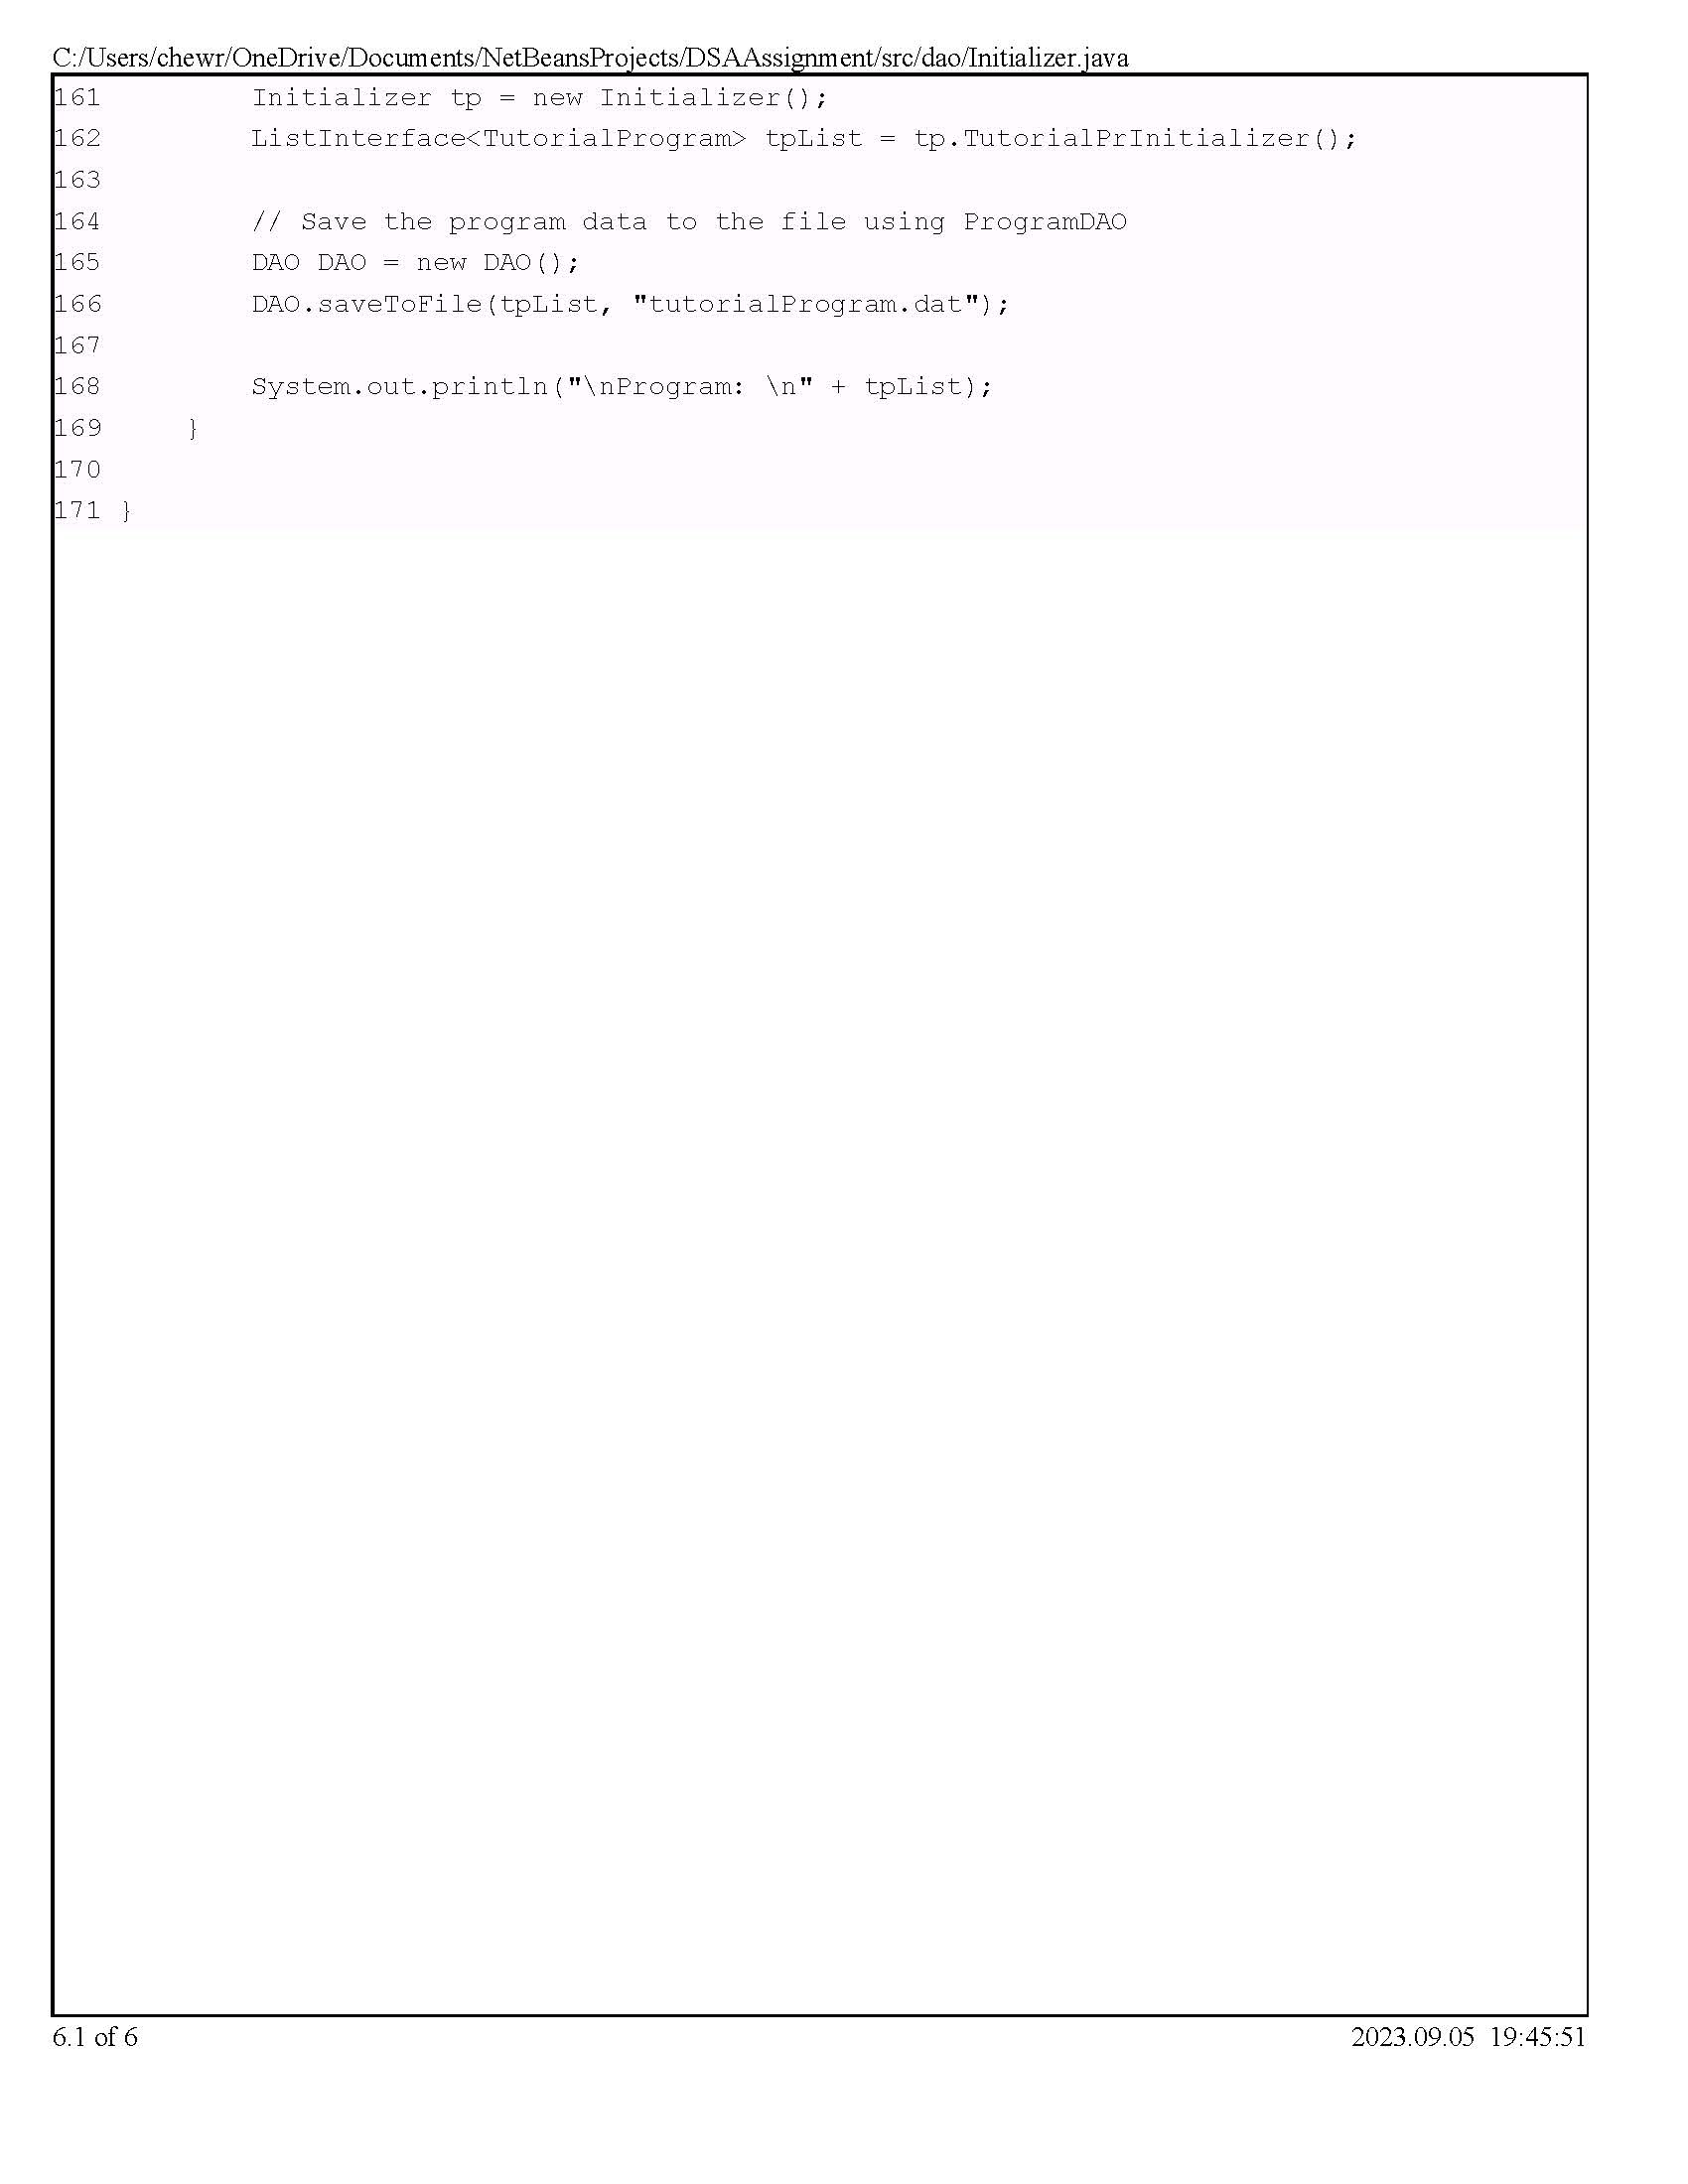 C:/Users/chewr/OneDrive/Documents/NetBeansProjects/DSAAssignment/src/dao/Initializer.java
161         Initializer tp = new Initializer();
162         ListInterface<TutorialProgram> tpList = tp.TutorialPrInitializer();
163
164         // Save the program data to the file using ProgramDAO
165         DAO DAO = new DAO();
166         DAO.saveToFile(tpList, "tutorialProgram.dat");
167
168         System.out.println("\nProgram: \n" + tpList);
169     }
170
171 }
6.1 of 6 2023.09.05 19:45:51